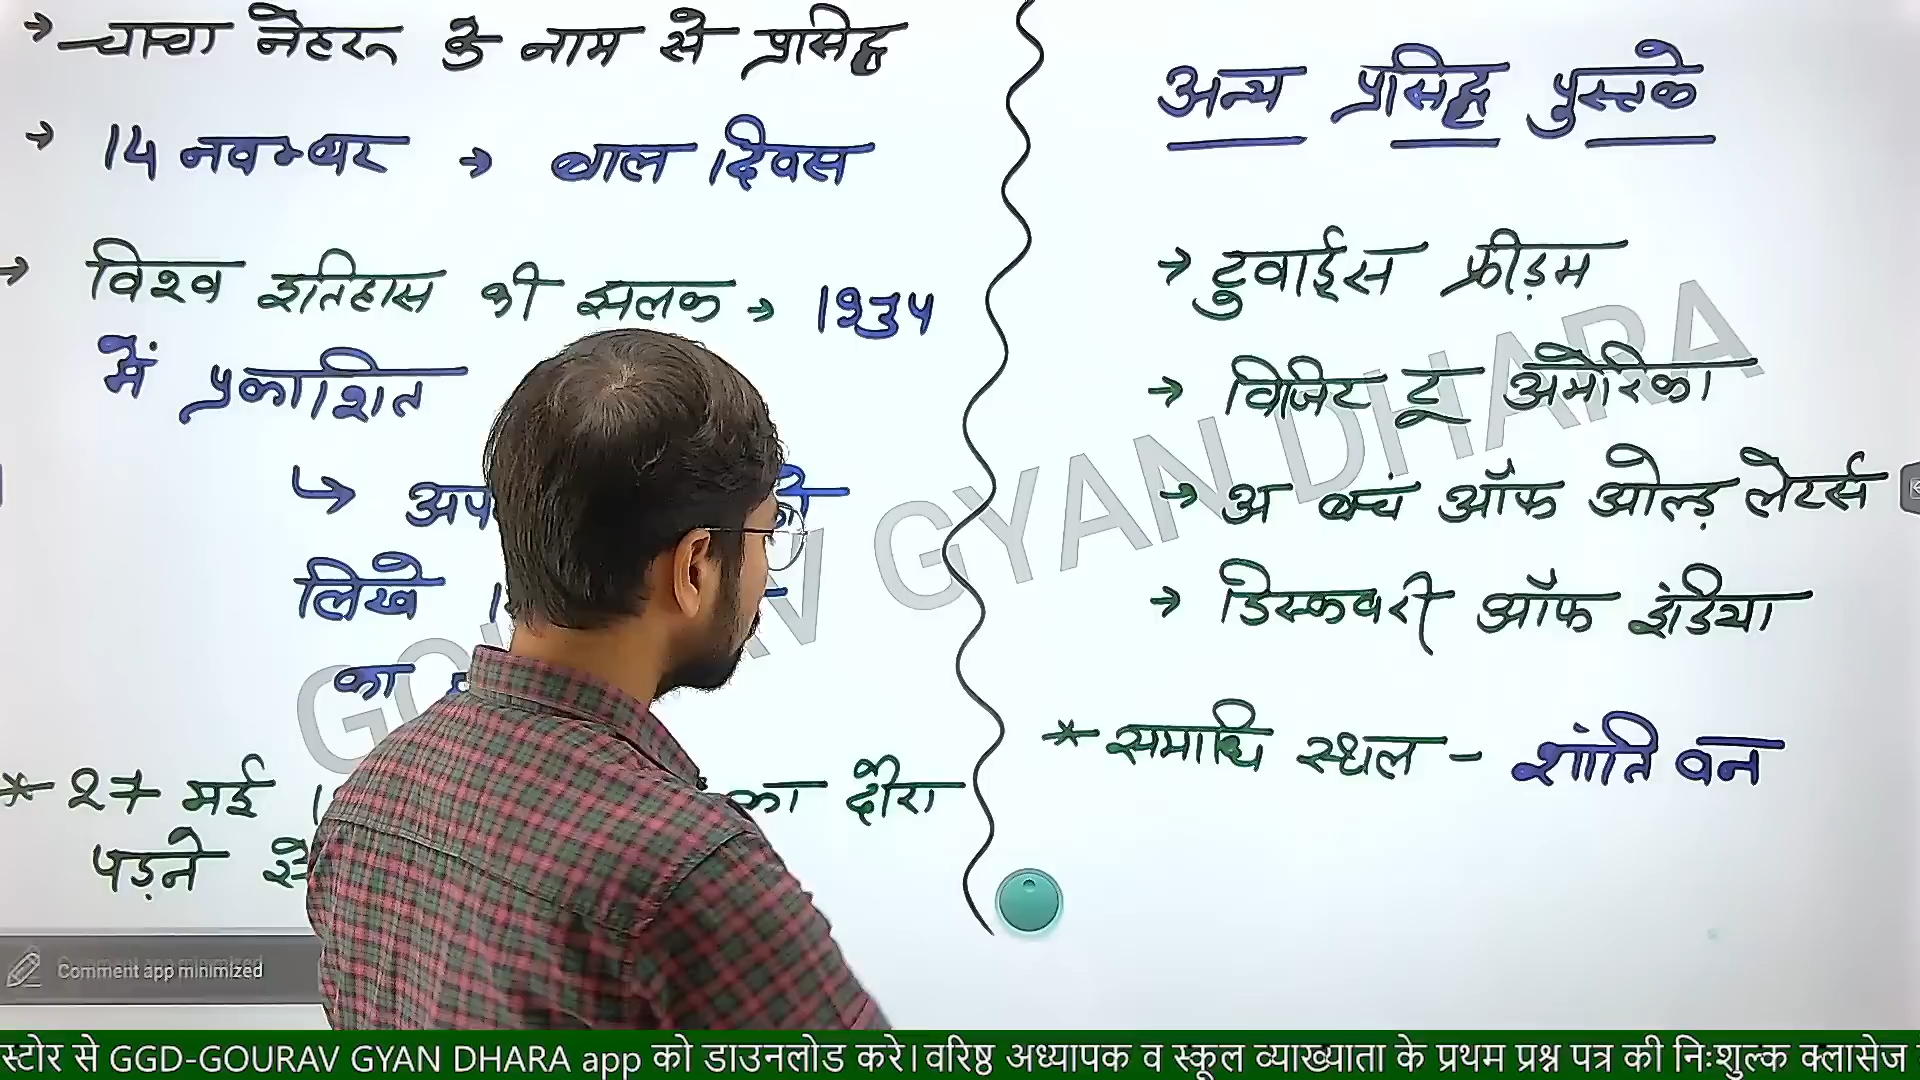 → चाचा नेहरू के नाम से प्रसिद्ध
→ 14 नवम्बर → बाल दिवस
→ विश्व इतिहास की झलक → 1934
में प्रकाशित
↳ की
लिखे
का
* 27 मई का दौरा
पड़ने से
अन्य प्रसिद्ध पुस्तके
→ टुवाईस फ्रीड़म
→ विजिट टू अमेरिका
→ अ बंच ऑफ ओल्ड़ लेटर्स
→ डिस्कवरी ऑफ इंडिया
* समाधि स्थल - शांति वन
GOURAV GYAN DHARA
Comment app minimized
स्टोर से GGD-GOURAV GYAN DHARA app को डाउनलोड करे। वरिष्ठ अध्यापक व स्कूल व्याख्याता के प्रथम प्रश्न पत्र की निःशुल्क क्लासेज